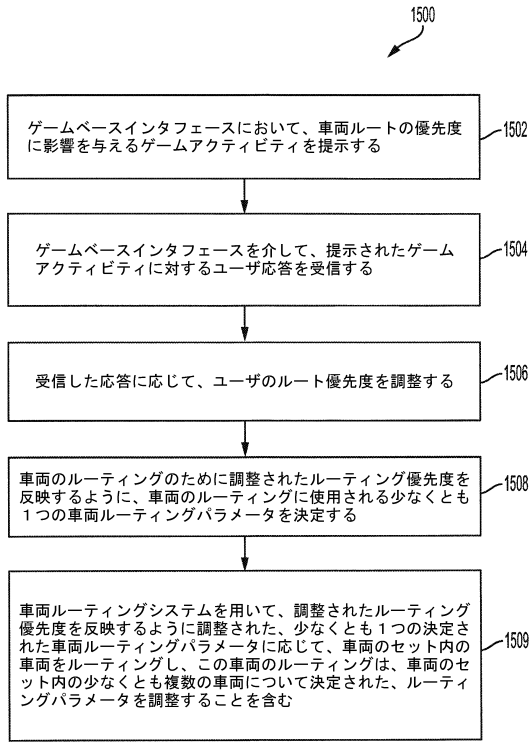 1500
ゲームベースインタフェースにおいて、車両ルートの優先度
に影響を与えるゲームアクティビティを提示する
1502
ゲームベースインタフェースを介して、提示されたゲーム
アクティビティに対するユーザ応答を受信する
1504
受信した応答に応じて、ユーザのルート優先度を調整する
1506
車両のルーティングのために調整されたルーティング優先度を
反映するように、車両のルーティングに使用される少なくとも
1つの車両ルーティングパラメータを決定する
1508
車両ルーティングシステムを用いて、調整されたルーティング
優先度を反映するように調整された、少なくとも1つの決定さ
れた車両ルーティングパラメータに応じて、車両のセット内の
車両をルーティングし、この車両のルーティングは、車両のセ
ット内の少なくとも複数の車両について決定された、ルーティ
ングパラメータを調整することを含む
1509